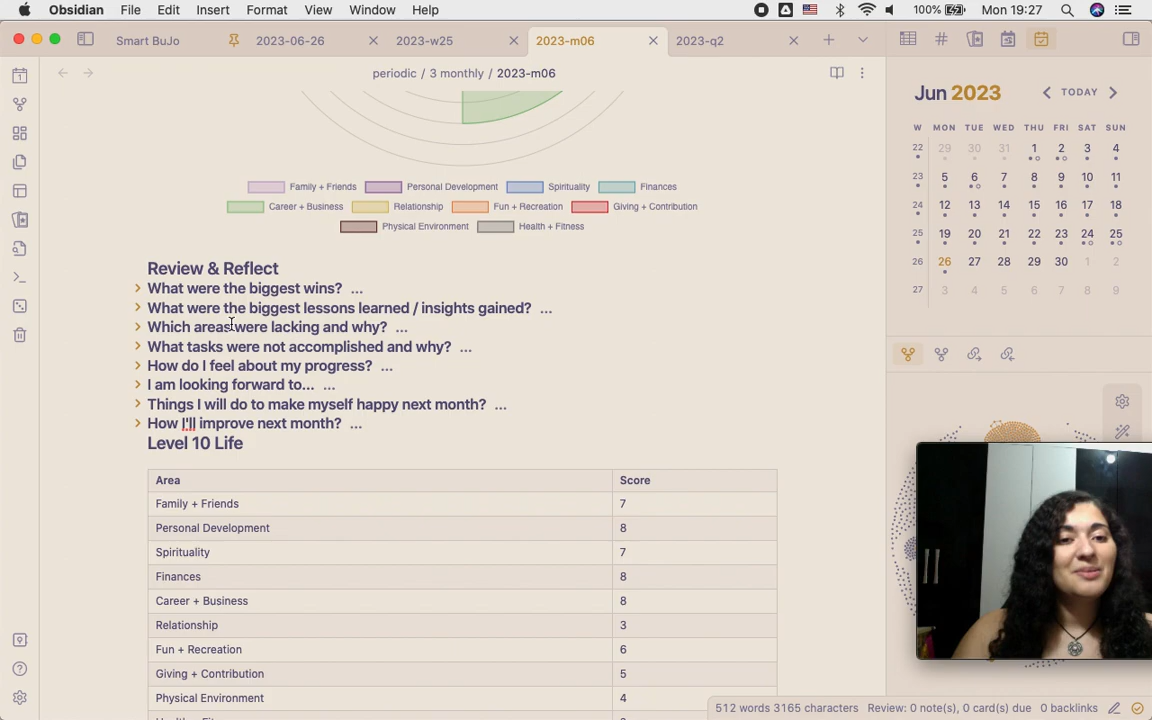 Obsidian File Edit Insert Format View Window Help 100% Mon 19:27
Smart BuJo 2023-06-26 2023-w25 2023-m06 2023-q2
periodic / 3 monthly / 2023-m06
Family + Friends Personal Development Spirtuality Finances
Career + Business Relationship Fun + Recreation Giving + Contribution
Physical Environment Health + Fitness
Review & Reflect
What were the biggest wins? ...
What were the biggest lessons learned / insights gained? ...
Which areas were lacking and why? ...
What tasks were not accomplished and why? ...
How do I feel about my progress? ...
I am looking forward to... ...
Things I will do to make myself happy next month? ...
How I'll improve next month? ...
Level 10 Life
Area Score
Family + Friends 7
Personal Development 8
Spirituality 7
Finances 8
Career + Business 8
Relationship 3
Fun + Recreation 6
Giving + Contribution 5
Physical Environment 4
Jun 2023 TODAY
W MON TUE WED THU FRI SAT SUN
22 29 30 31 1 2 3 4
23 5 6 7 8 9 10 11
24 12 13 14 15 16 17 18
25 19 20 21 22 23 24 25
26 26 27 28 29 30 1 2
27 3 4 5 6 7 8 9
512 words 3165 characters Review: 0 note(s), 0 card(s) due 0 backlinks